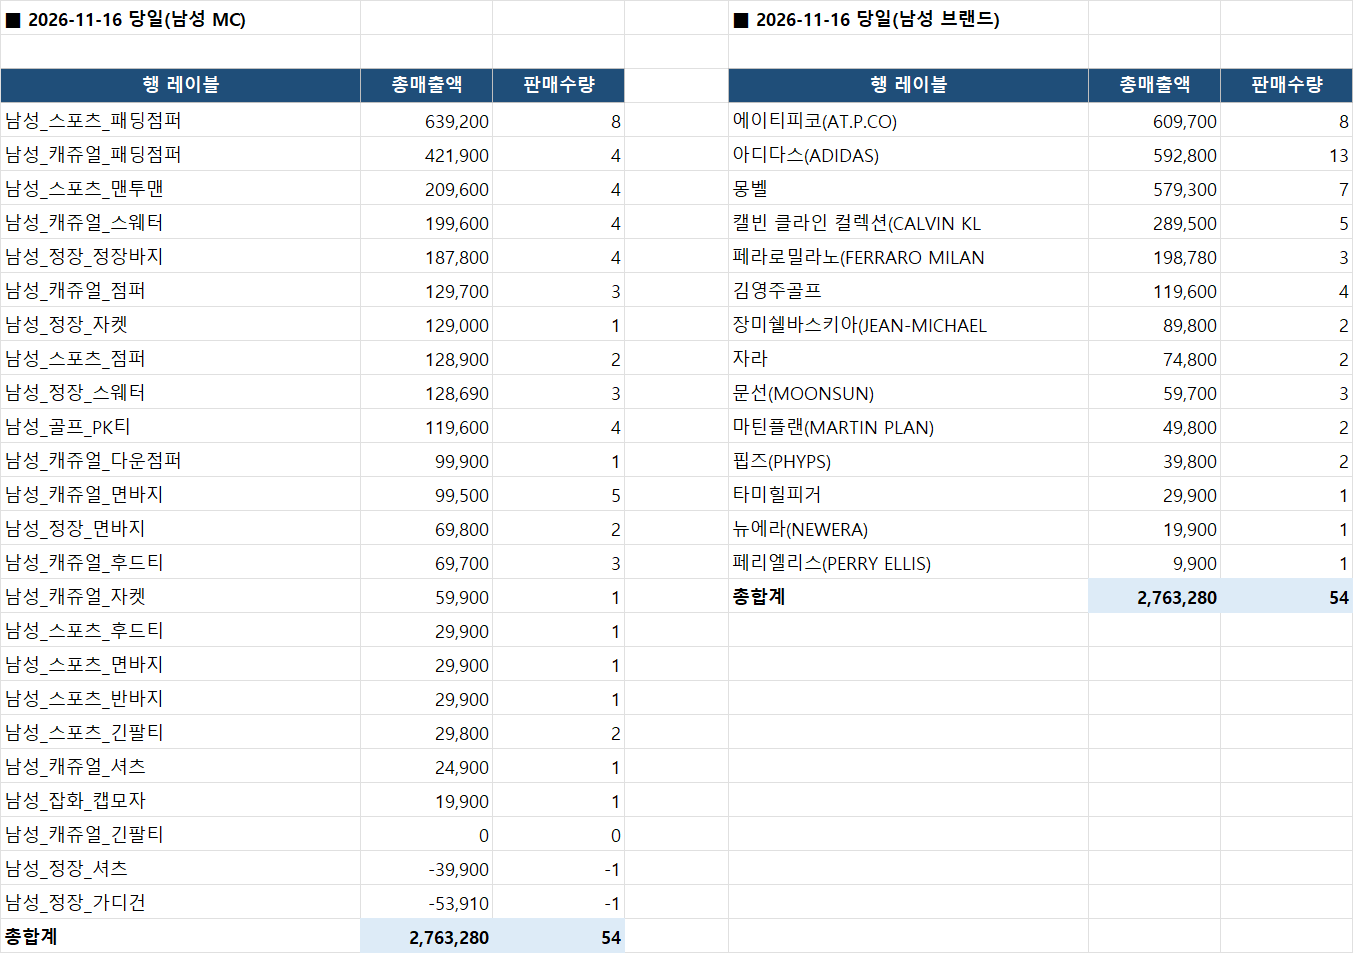 ■ 2026-11-16 당일(남성 MC)
행 레이블 총매출액 판매수량
남성_스포츠_패딩점퍼 639,200 8
남성_캐쥬얼_패딩점퍼 421,900 4
남성_스포츠_맨투맨 209,600 4
남성_캐쥬얼_스웨터 199,600 4
남성_정장_정장바지 187,800 4
남성_캐쥬얼_점퍼 129,700 3
남성_정장_자켓 129,000 1
남성_스포츠_점퍼 128,900 2
남성_정장_스웨터 128,690 3
남성_골프_PK티 119,600 4
남성_캐쥬얼_다운점퍼 99,900 1
남성_캐쥬얼_면바지 99,500 5
남성_정장_면바지 69,800 2
남성_캐쥬얼_후드티 69,700 3
남성_캐쥬얼_자켓 59,900 1
남성_스포츠_후드티 29,900 1
남성_스포츠_면바지 29,900 1
남성_스포츠_반바지 29,900 1
남성_스포츠_긴팔티 29,800 2
남성_캐쥬얼_셔츠 24,900 1
남성_잡화_캡모자 19,900 1
남성_캐쥬얼_긴팔티 0 0
남성_정장_셔츠 -39,900 -1
남성_정장_가디건 -53,910 -1
총합계 2,763,280 54
■ 2026-11-16 당일(남성 브랜드)
행 레이블 총매출액 판매수량
에이티피코(AT.P.CO) 609,700 8
아디다스(ADIDAS) 592,800 13
몽벨 579,300 7
캘빈 클라인 컬렉션(CALVIN KL 289,500 5
페라로밀라노(FERRARO MILAN 198,780 3
김영주골프 119,600 4
장미쉘바스키아(JEAN-MICHAEL 89,800 2
자라 74,800 2
문선(MOONSUN) 59,700 3
마틴플랜(MARTIN PLAN) 49,800 2
핍즈(PHYPS) 39,800 2
타미힐피거 29,900 1
뉴에라(NEWERA) 19,900 1
페리엘리스(PERRY ELLIS) 9,900 1
총합계 2,763,280 54